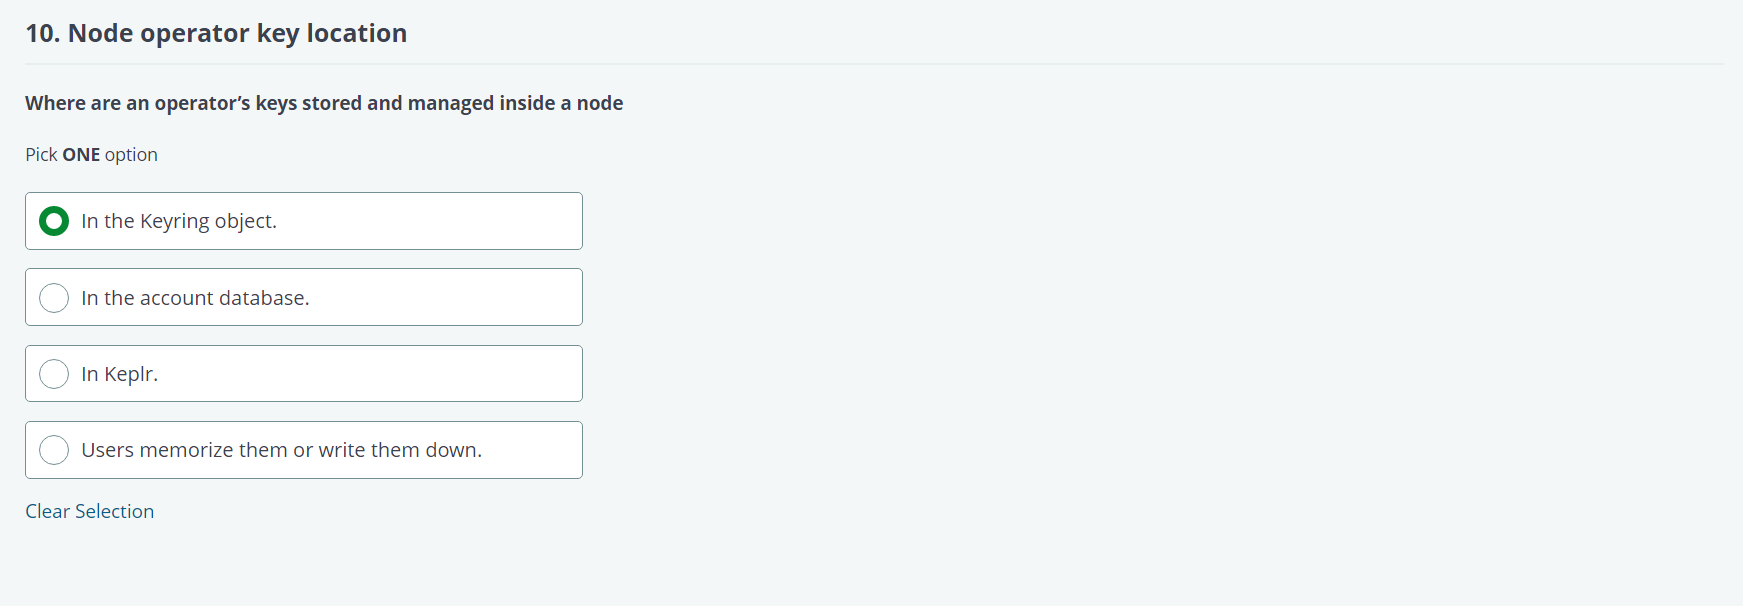 10. Node operator key location
Where are an operator’s keys stored and managed inside a node
Pick ONE option
In the Keyring object.
In the account database.
In Keplr.
Users memorize them or write them down.
Clear Selection